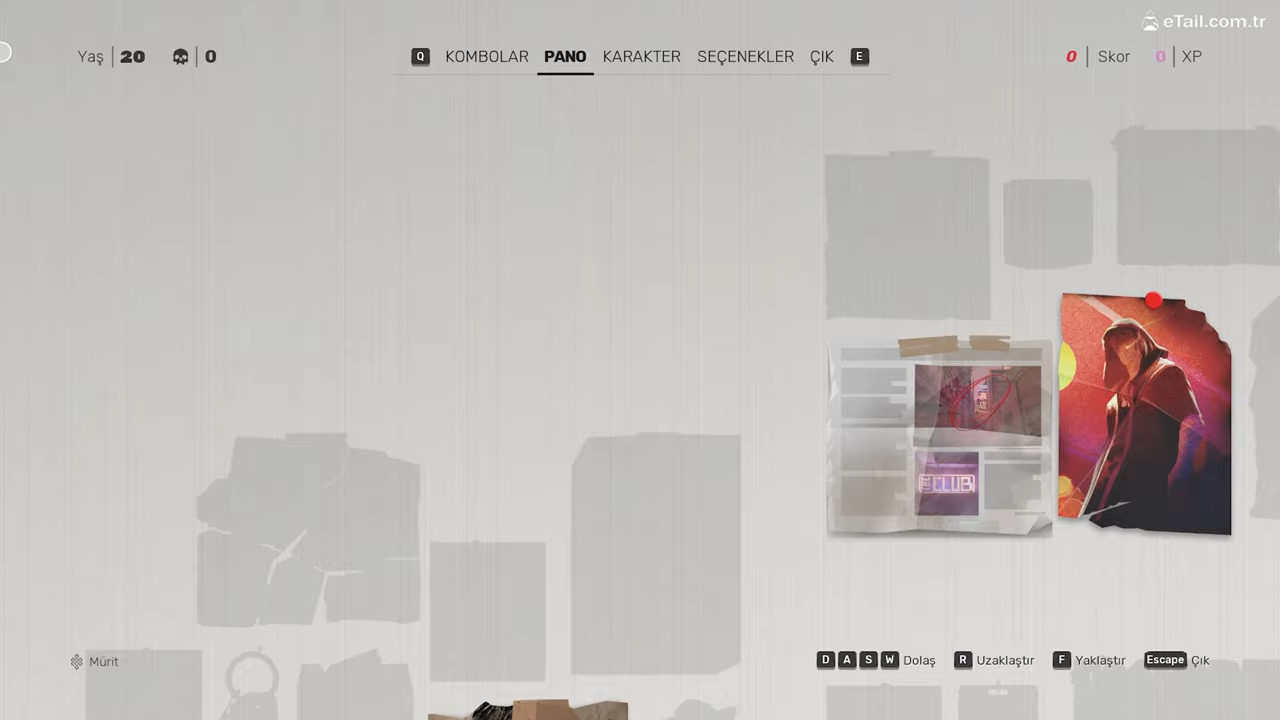 eTail.com.tr
Yaş 20 0
Q KOMBOLAR PANO KARAKTER SEÇENEKLER ÇIK E
0 Skor 0 XP
THE CLUB
Mürit
D A S W Dolaş R Uzaklaştır F Yaklaştır Escape Çık